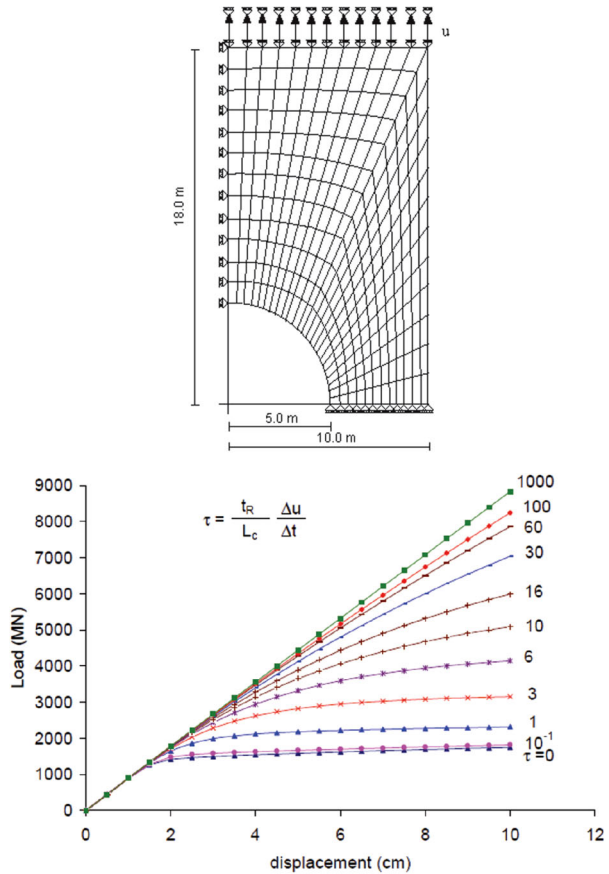 u
18.0 m
5.0 m
10.0 m
τ = t_R / L_c Δu / Δt
Load (MN)
9000
8000
7000
6000
5000
4000
3000
2000
1000
0
1000
100
60
30
16
10
6
3
1
10^-1
τ =0
0 2 4 6 8 10 12
displacement (cm)